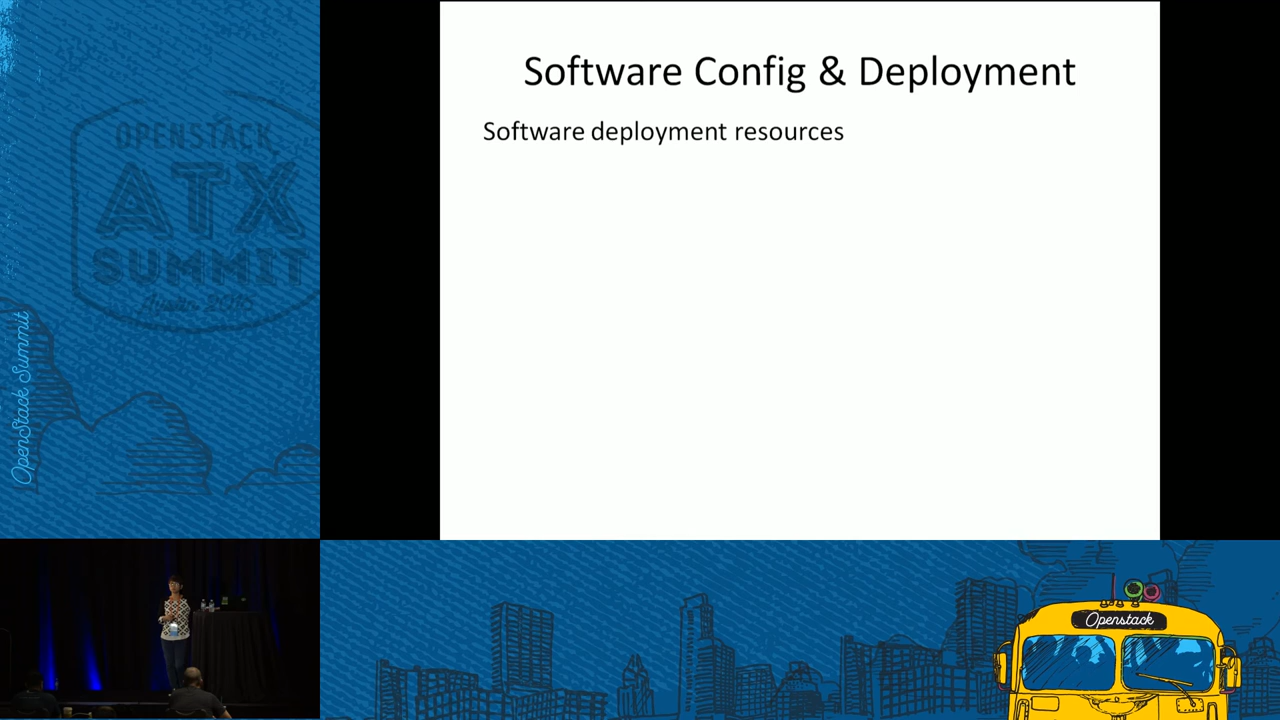 Software Config & Deployment
Software deployment resources
OPENSTACK
ATX
SUMMIT
Austin 2016
OpenStack Summit
Openstack